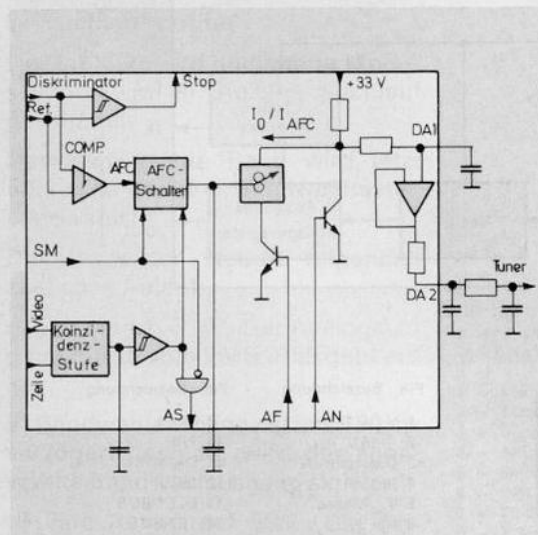 Diskriminator
Stop
+33 V
Ref.
I₀ / I AFC
DA1
COMP.
AFC
AFC-
Schalter
SM
Tuner
DA 2
Video
Koinzi
denz-
Stufe
Zeile
AS
AF
AN